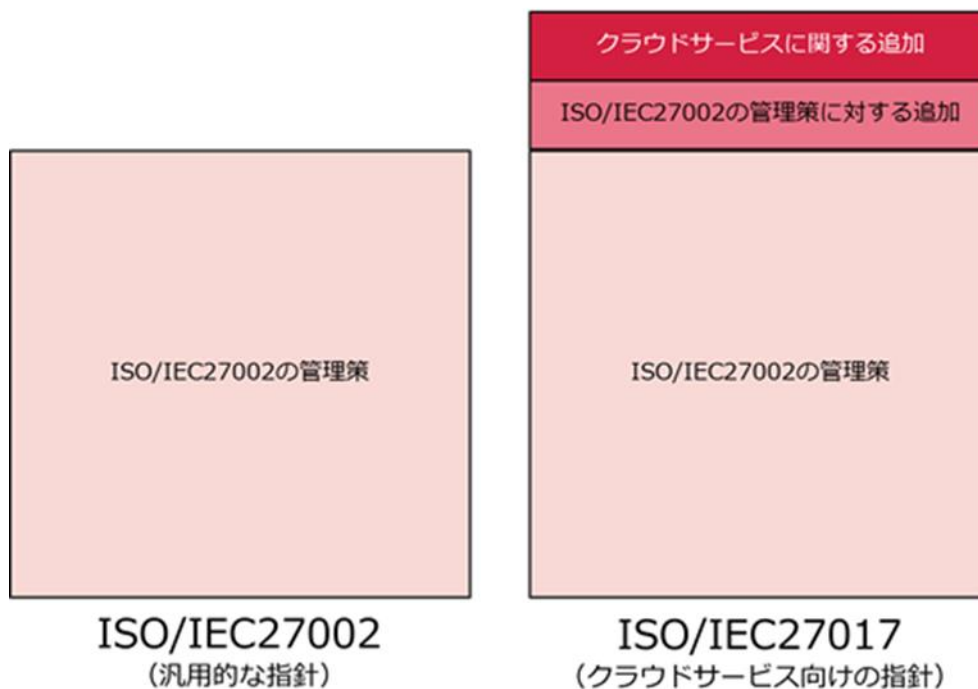 クラウドサービスに関する追加
ISO/IEC27002の管理策に対する追加
ISO/IEC27002の管理策
ISO/IEC27002の管理策
ISO/IEC27002
（汎用的な指針）
ISO/IEC27017
（クラウドサービス向けの指針）